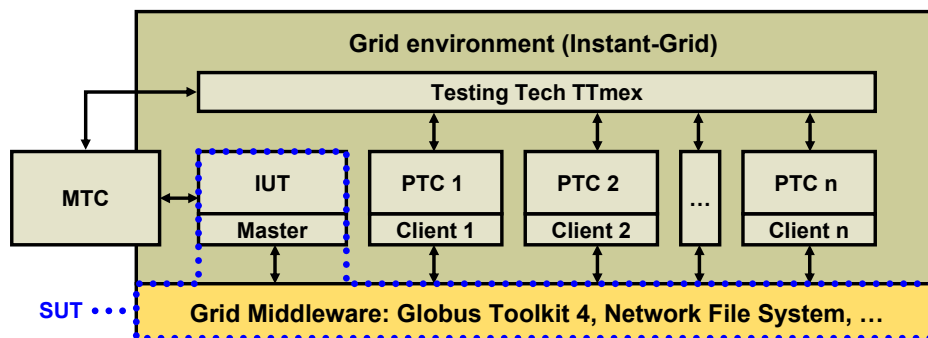 Grid environment (Instant-Grid)
Testing Tech TTmex
MTC
IUT
PTC 1
PTC 2
...
PTC n
Master
Client 1
Client 2
Client n
SUT
Grid Middleware: Globus Toolkit 4, Network File System, ...